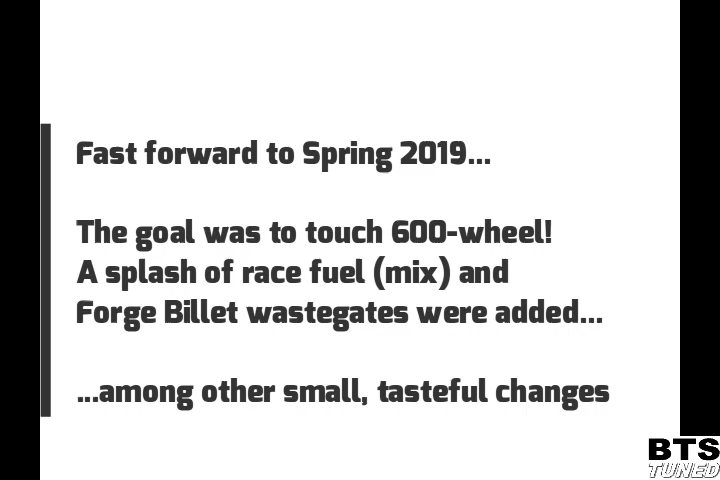 Fast forward to Spring 2019...
The goal was to touch 600-wheel!
A splash of race fuel (mix) and
Forge Billet wastegates were added...
...among other small, tasteful changes
BTS
TUNED